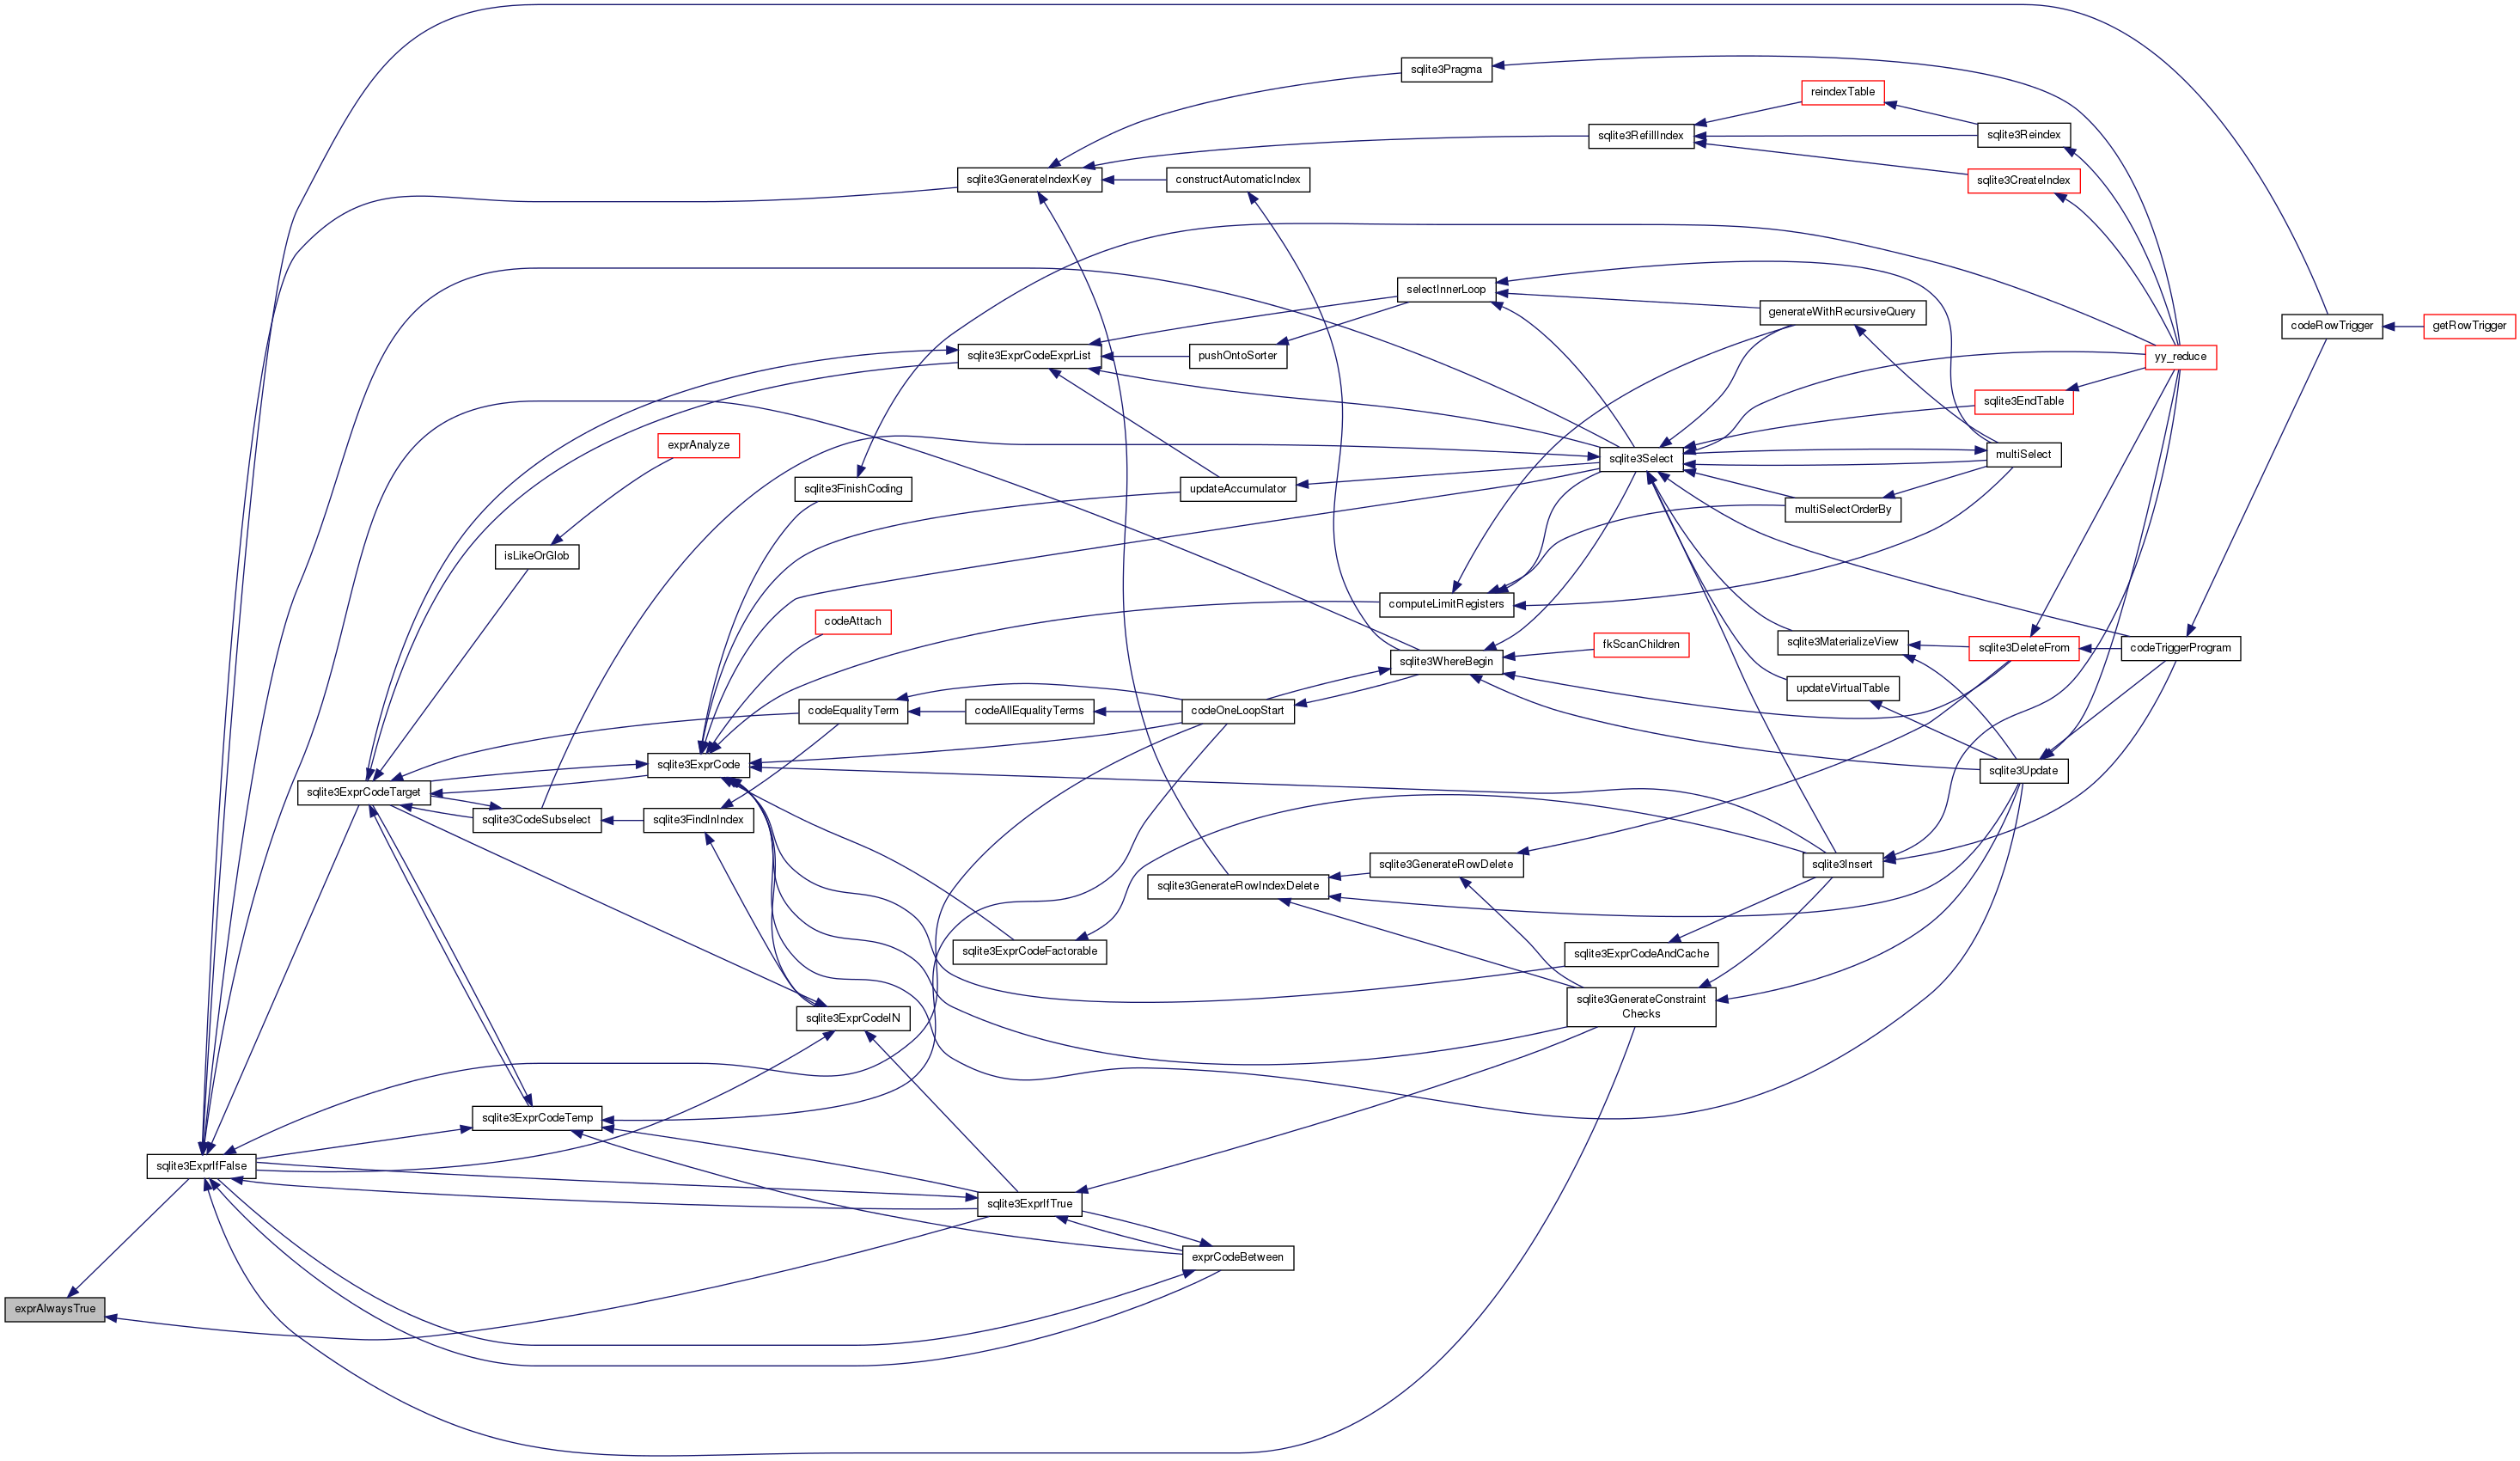 sqlite3Pragma
reindexTable
sqlite3RefillIndex
sqlite3Reindex
sqlite3GenerateIndexKey
constructAutomaticIndex
sqlite3CreateIndex
selectInnerLoop
generateWithRecursiveQuery
codeRowTrigger
getRowTrigger
sqlite3ExprCodeExprList
pushOntoSorter
yy_reduce
sqlite3EndTable
exprAnalyze
sqlite3Select
multiSelect
sqlite3FinishCoding
updateAccumulator
multiSelectOrderBy
isLikeOrGlob
computeLimitRegisters
codeAttach
sqlite3MaterializeView
fkScanChildren
sqlite3DeleteFrom
codeTriggerProgram
sqlite3WhereBegin
updateVirtualTable
codeEqualityTerm
codeAllEqualityTerms
codeOneLoopStart
sqlite3ExprCode
sqlite3Update
sqlite3ExprCodeTarget
sqlite3CodeSubselect
sqlite3FindInIndex
sqlite3GenerateRowDelete
sqlite3Insert
sqlite3GenerateRowIndexDelete
sqlite3ExprCodeFactorable
sqlite3ExprCodeAndCache
sqlite3GenerateConstraint
Checks
sqlite3ExprCodeIN
sqlite3ExprCodeTemp
sqlite3ExprIfFalse
sqlite3ExprIfTrue
exprCodeBetween
exprAlwaysTrue